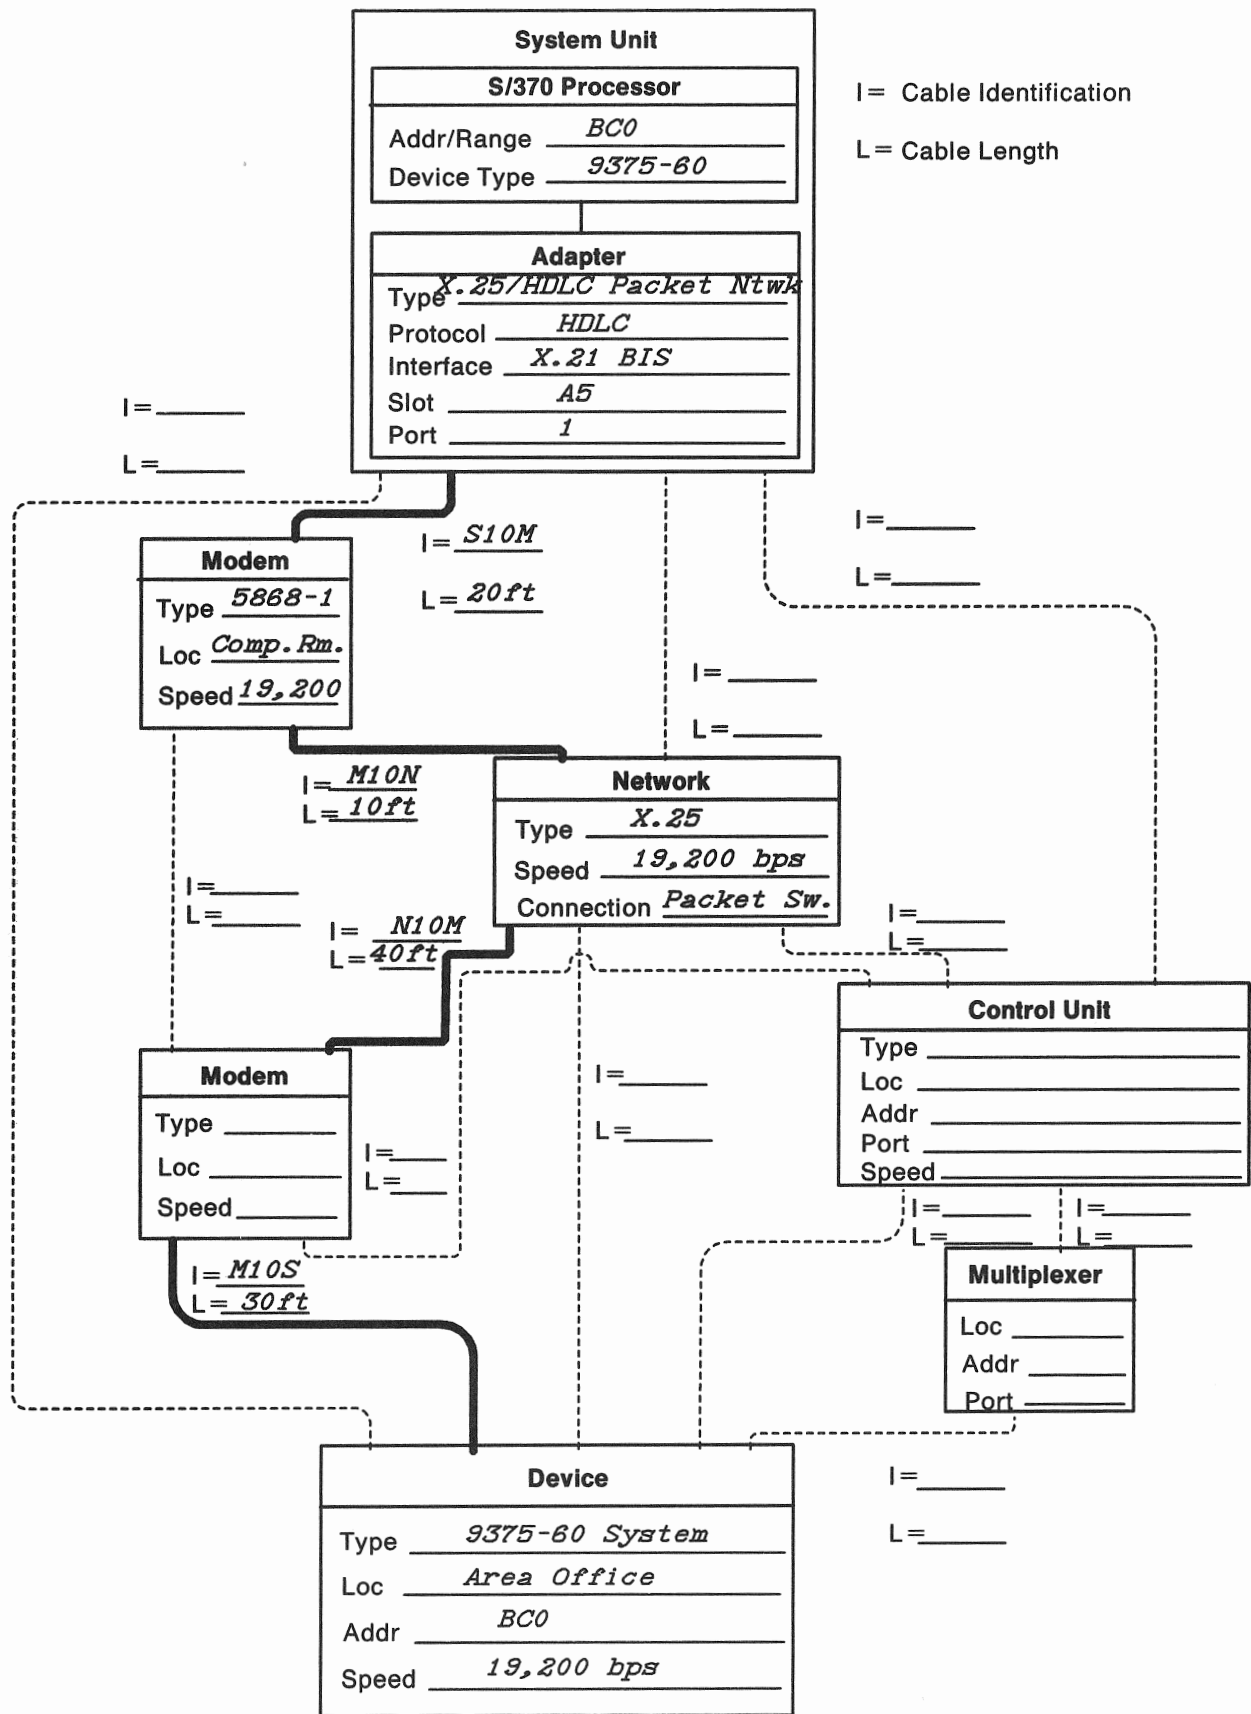 System Unit
S/370 Processor
Addr/Range BC0
Device Type 9375-60
I= Cable Identification
L= Cable Length
Adapter
Type X.25/HDLC Packet Ntwk
Protocol HDLC
Interface X.21 BIS
Slot A5
Port 1
I=
L=
I= S10M
L= 20ft
I=
L=
Modem
Type 5868-1
Loc Comp.Rm.
Speed 19,200
I=
L=
I= M10N
L= 10ft
Network
Type X.25
Speed 19,200 bps
Connection Packet Sw.
I=
L=
I= N10M
L= 40ft
I=
L=
Control Unit
Type
Loc
Addr
Port
Speed
Modem
Type
Loc
Speed
I=
L=
I=
L=
I=
L=
I=
L=
I= M10S
L= 30ft
Multiplexer
Loc
Addr
Port
Device
Type 9375-60 System
Loc Area Office
Addr BC0
Speed 19,200 bps
I=
L=